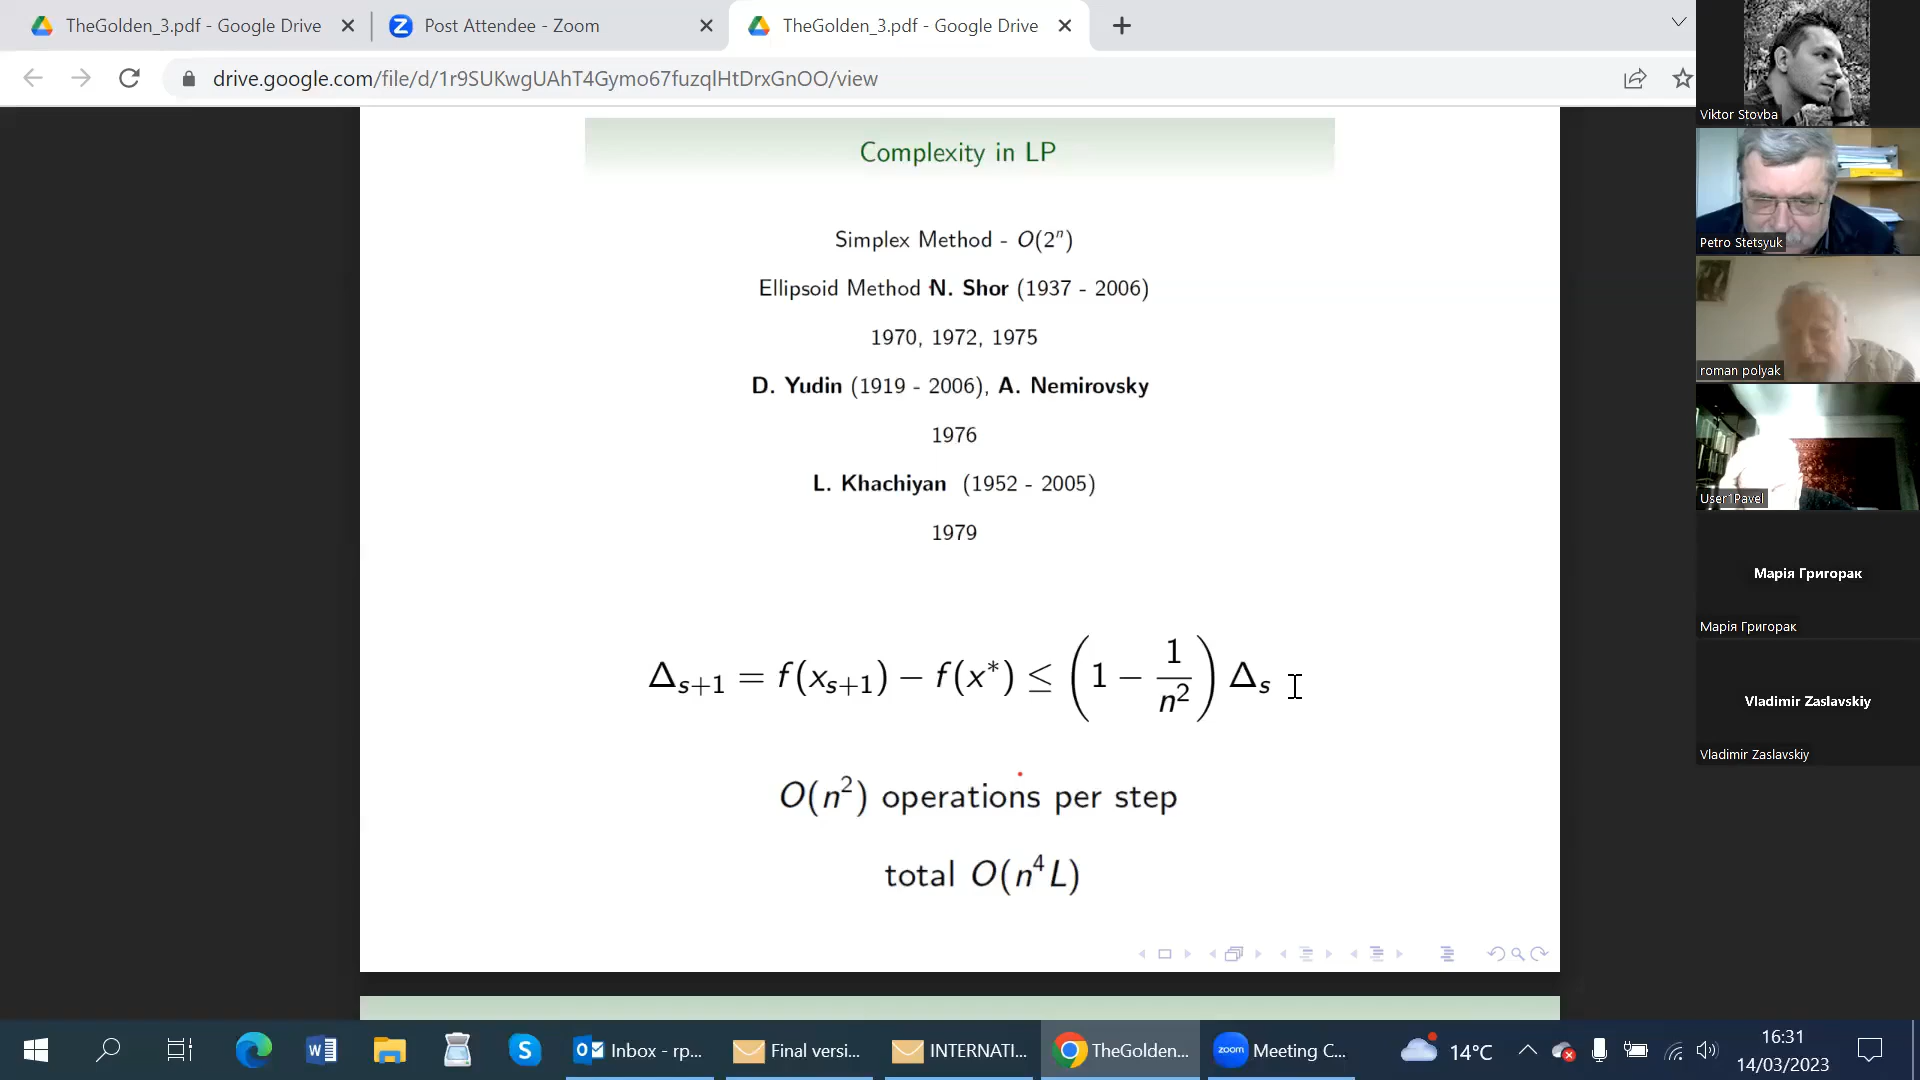 TheGolden_3.pdf - Google Drive
Post Attendee - Zoom
TheGolden_3.pdf - Google Drive
drive.google.com/file/d/1r9SUKwgUAhT4Gymo67fuzqlHtDrxGnOO/view
Complexity in LP
Simplex Method - O(2ⁿ)
Ellipsoid Method N. Shor (1937 - 2006)
1970, 1972, 1975
D. Yudin (1919 - 2006), A. Nemirovsky
1976
L. Khachiyan (1952 - 2005)
1979
Δ_{s+1} = f(x_{s+1}) − f(x*) ≤ (1 − 1/n²) Δ_s
O(n²) operations per step
total O(n⁴L)
Viktor Stovba
Petro Stetsyuk
roman polyak
User1Pavel
Марія Григорак
Марія Григорак
Vladimir Zaslavskiy
Vladimir Zaslavskiy
Inbox - rp...
Final versi...
INTERNATI...
TheGolden...
zoom
Meeting C...
14°C
16:31
14/03/2023